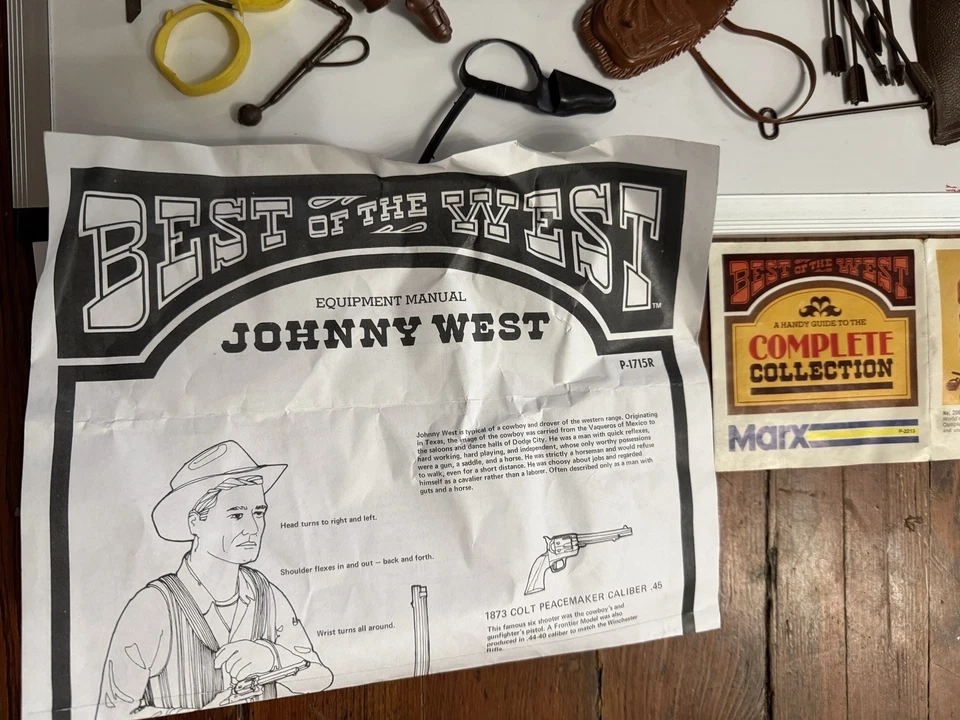 BEST OF THE WEST
TM
EQUIPMENT MANUAL
JOHNNY WEST
P-1715R
Johnny West is typical of a cowboy and drover of the western range. Originating
in Texas, the image of the cowboy was carried from the Vaqueros of Mexico to
the saloons and dance halls of Dodge City. He was a man with quick reflexes,
hard working, hard playing, and independent, whose only worthy possessions
were a gun, a saddle, and a horse. He was strictly a horseman and would refuse
to walk, even for a short distance. He was choosy about jobs and regarded
himself as a cavalier rather than a laborer. Often described only as a man with
guts and a horse.
Head turns to right and left.
Shoulder flexes in and out — back and forth.
Wrist turns all around.
1873 COLT PEACEMAKER CALIBER .45
This famous six shooter was the cowboy's and
gunfighter's pistol. A Frontier Model was also
produced in .44-40 caliber to match the Winchester
Rifle.
BEST OF THE WEST
A HANDY GUIDE TO THE
COMPLETE
COLLECTION
Marx
P-2213